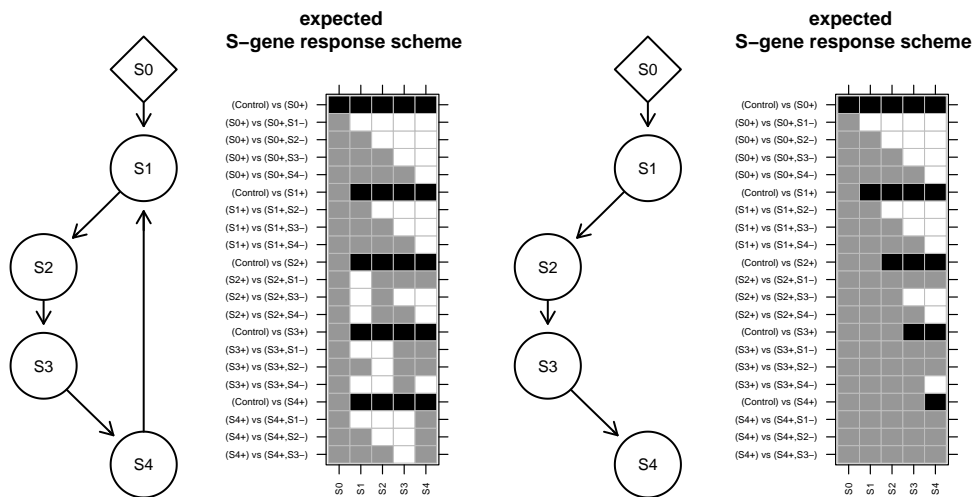 expected
S−gene response scheme
S0
S1
S2
S3
S4
(Control) vs (S0+)
(S0+) vs (S0+,S1−)
(S0+) vs (S0+,S2−)
(S0+) vs (S0+,S3−)
(S0+) vs (S0+,S4−)
(Control) vs (S1+)
(S1+) vs (S1+,S2−)
(S1+) vs (S1+,S3−)
(S1+) vs (S1+,S4−)
(Control) vs (S2+)
(S2+) vs (S2+,S1−)
(S2+) vs (S2+,S3−)
(S2+) vs (S2+,S4−)
(Control) vs (S3+)
(S3+) vs (S3+,S1−)
(S3+) vs (S3+,S2−)
(S3+) vs (S3+,S4−)
(Control) vs (S4+)
(S4+) vs (S4+,S1−)
(S4+) vs (S4+,S2−)
(S4+) vs (S4+,S3−)
S0
S1
S2
S3
S4
expected
S−gene response scheme
S0
S1
S2
S3
S4
(Control) vs (S0+)
(S0+) vs (S0+,S1−)
(S0+) vs (S0+,S2−)
(S0+) vs (S0+,S3−)
(S0+) vs (S0+,S4−)
(Control) vs (S1+)
(S1+) vs (S1+,S2−)
(S1+) vs (S1+,S3−)
(S1+) vs (S1+,S4−)
(Control) vs (S2+)
(S2+) vs (S2+,S1−)
(S2+) vs (S2+,S3−)
(S2+) vs (S2+,S4−)
(Control) vs (S3+)
(S3+) vs (S3+,S1−)
(S3+) vs (S3+,S2−)
(S3+) vs (S3+,S4−)
(Control) vs (S4+)
(S4+) vs (S4+,S1−)
(S4+) vs (S4+,S2−)
(S4+) vs (S4+,S3−)
S0
S1
S2
S3
S4